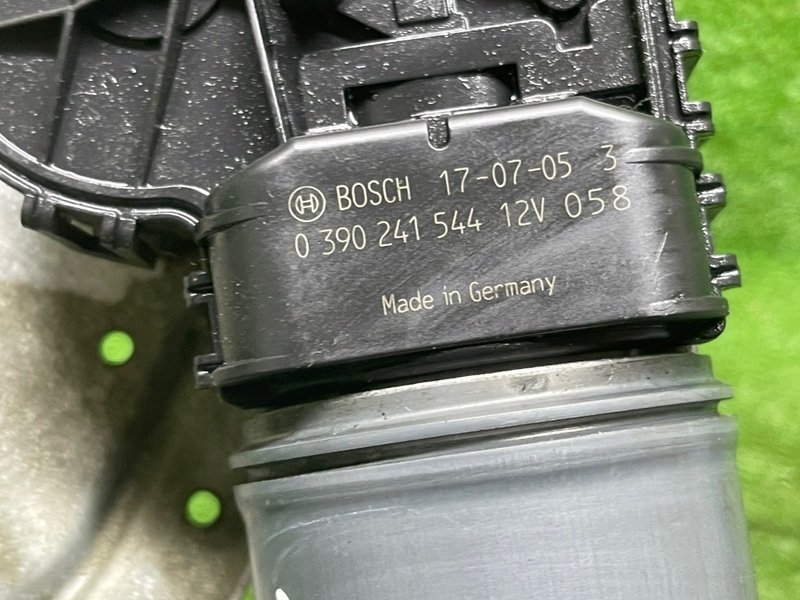 BOSCH 17-07-05 3
0 390 241 544 12V 058
Made in Germany